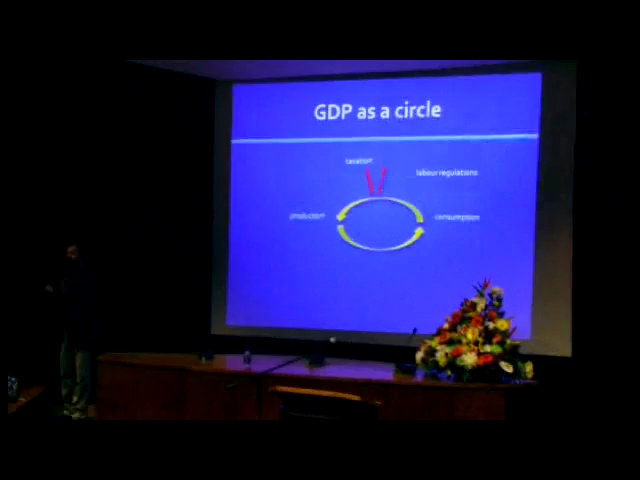 GDP as a circle
taxation
labour regulations
production
consumption